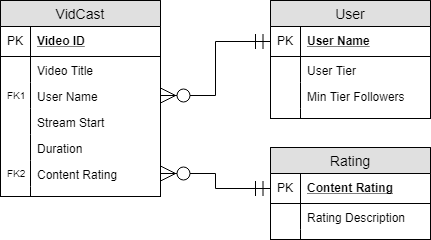 VidCast
PK Video ID
Video Title
FK1 User Name
Stream Start
Duration
FK2 Content Rating
User
PK User Name
User Tier
Min Tier Followers
Rating
PK Content Rating
Rating Description